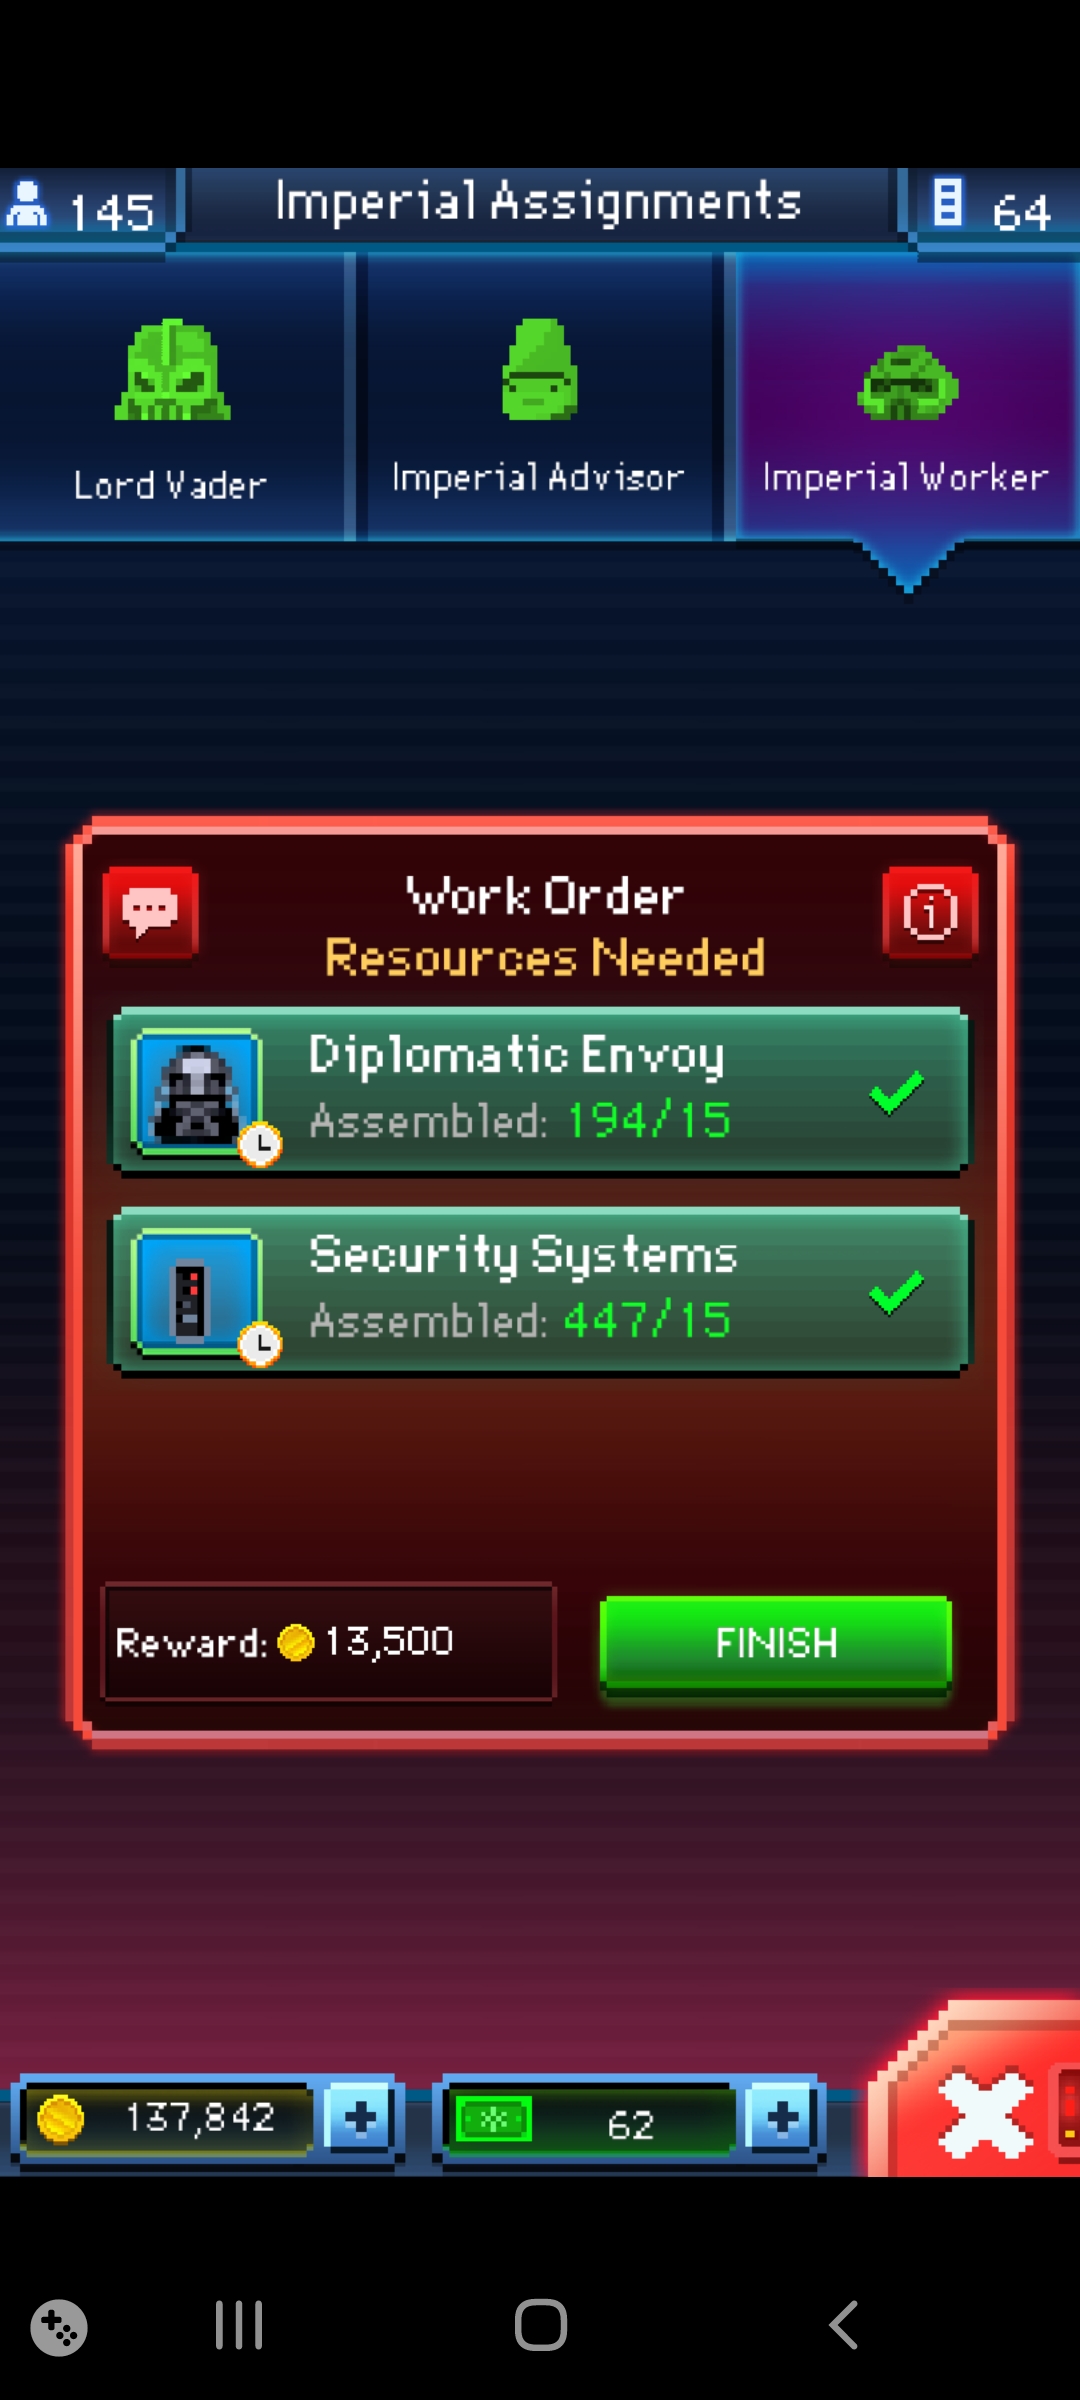 145
Imperial Assignments
64
Lord Vader
Imperial Advisor
Imperial Worker
Work Order
Resources Needed
Diplomatic Envoy
Assembled: 194/15
Security Systems
Assembled: 447/15
Reward: 13,500
FINISH
137,842
62